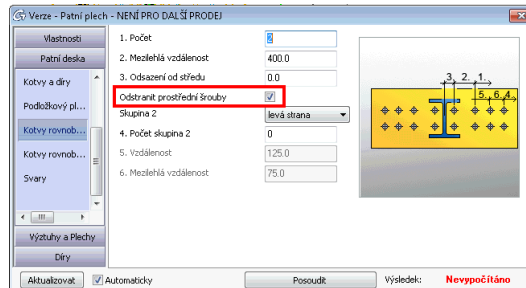 Verze - Patní plech - NENÍ PRO DALŠÍ PRODEJ
Vlastnosti
Patní deska
Kotvy a díry
Podložkový pl...
Kotvy rovnob...
Kotvy rovnob...
Svary
Výztuhy a Plechy
Díry
1. Počet
2
2. Mezilehlá vzdálenost
400.0
3. Odsazení od středu
0.0
Odstranit prostřední šrouby
Skupina 2
levá strana
4. Počet skupina 2
0
5. Vzdálenost
125.0
6. Mezilehlá vzdálenost
75.0
3. 2. 1.
5. 6. 4.
Aktualizovat
Automaticky
Posoudit
Výsledek:
Nevypočítáno